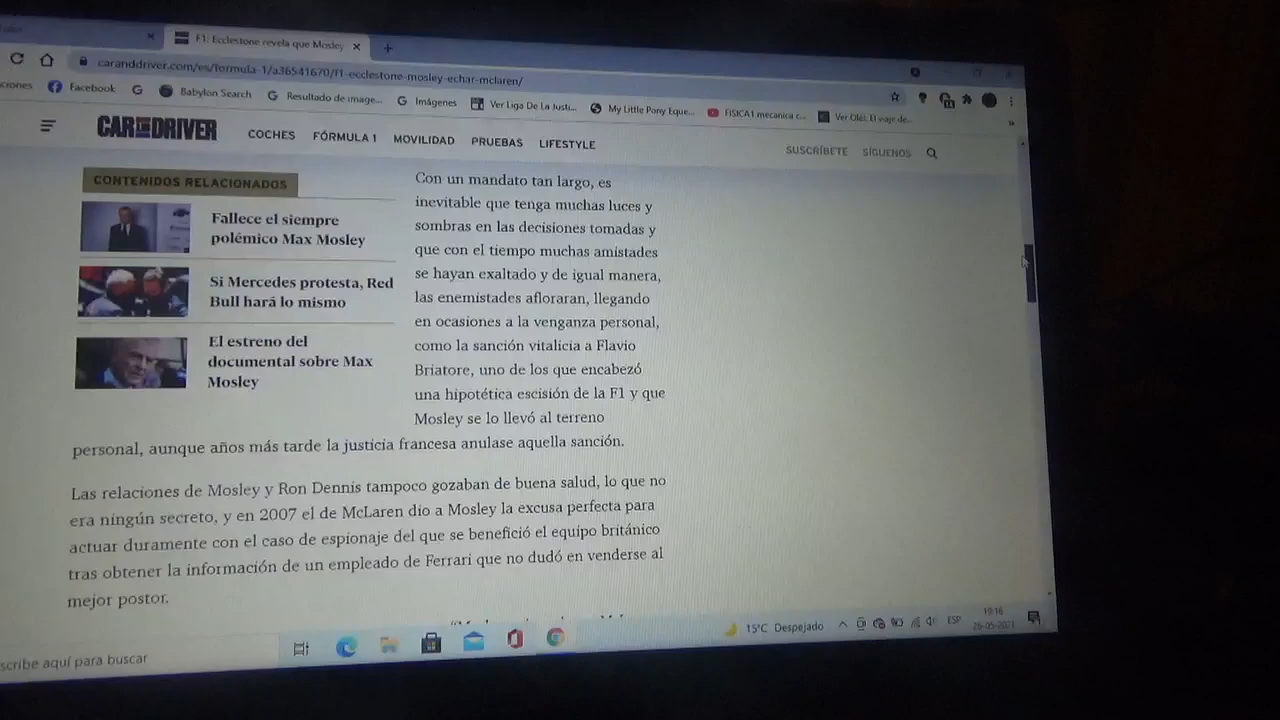 F1: Ecclestone revela que Mosley
caranddriver.com/es/formula-1/a36541670/f1-ecclestone-mosley-echar-mclaren/
ciones
Facebook
Babylon Search
Resultado de image...
Imágenes
Ver Liga De La Justi...
My Little Pony Eque...
FISICA1 mecanica c...
Ver Olé: El viaje de...
CAR AND DRIVER
COCHES
FÓRMULA 1
MOVILIDAD
PRUEBAS
LIFESTYLE
SUSCRÍBETE
SÍGUENOS
CONTENIDOS RELACIONADOS
Fallece el siempre
polémico Max Mosley
Si Mercedes protesta, Red
Bull hará lo mismo
El estreno del
documental sobre Max
Mosley
Con un mandato tan largo, es
inevitable que tenga muchas luces y
sombras en las decisiones tomadas y
que con el tiempo muchas amistades
se hayan exaltado y de igual manera,
las enemistades afloraran, llegando
en ocasiones a la venganza personal,
como la sanción vitalicia a Flavio
Briatore, uno de los que encabezó
una hipotética escisión de la F1 y que
Mosley se lo llevó al terreno
personal, aunque años más tarde la justicia francesa anulase aquella sanción.
Las relaciones de Mosley y Ron Dennis tampoco gozaban de buena salud, lo que no
era ningún secreto, y en 2007 el de McLaren dio a Mosley la excusa perfecta para
actuar duramente con el caso de espionaje del que se benefició el equipo británico
tras obtener la información de un empleado de Ferrari que no dudó en venderse al
mejor postor.
scribe aquí para buscar
15°C Despejado
ESP
19:16
26-05-2021